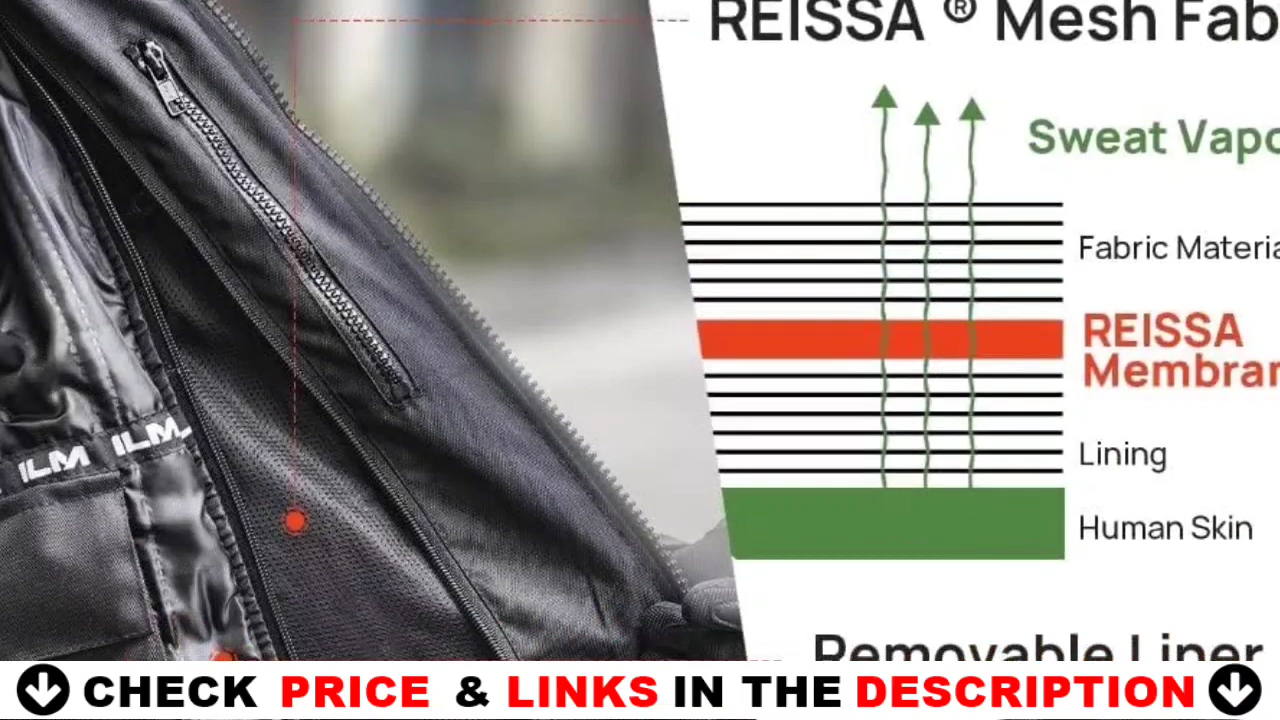 REISSA ® Mesh Fab
Sweat Vapo
Fabric Materia
REISSA
Membran
Lining
Human Skin
ILM ILM
Removable Liner
CHECK PRICE & LINKS IN THE DESCRIPTION